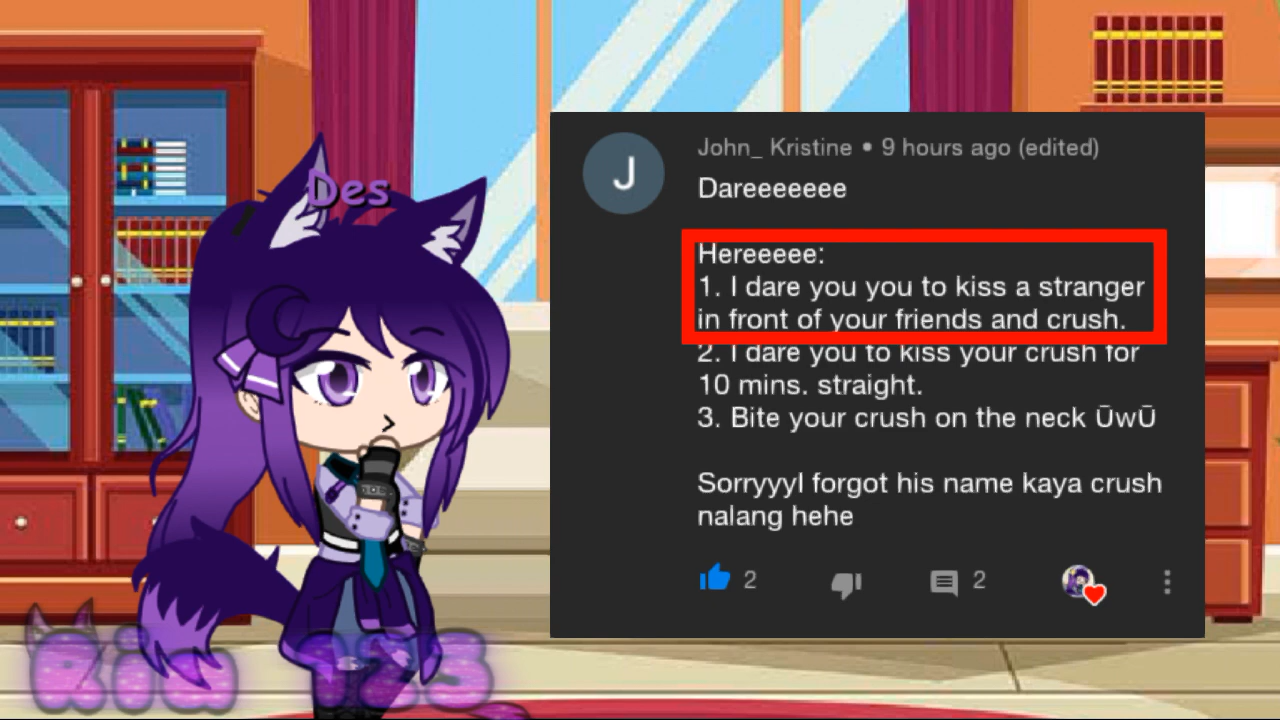 Des
John_ Kristine • 9 hours ago (edited)
J
Dareeeeeee
Hereeeee:
1. I dare you you to kiss a stranger
in front of your friends and crush.
2. I dare you to kiss your crush for
10 mins. straight.
3. Bite your crush on the neck ŪwŪ
Sorryyyl forgot his name kaya crush
nalang hehe
2
2
Rin 123